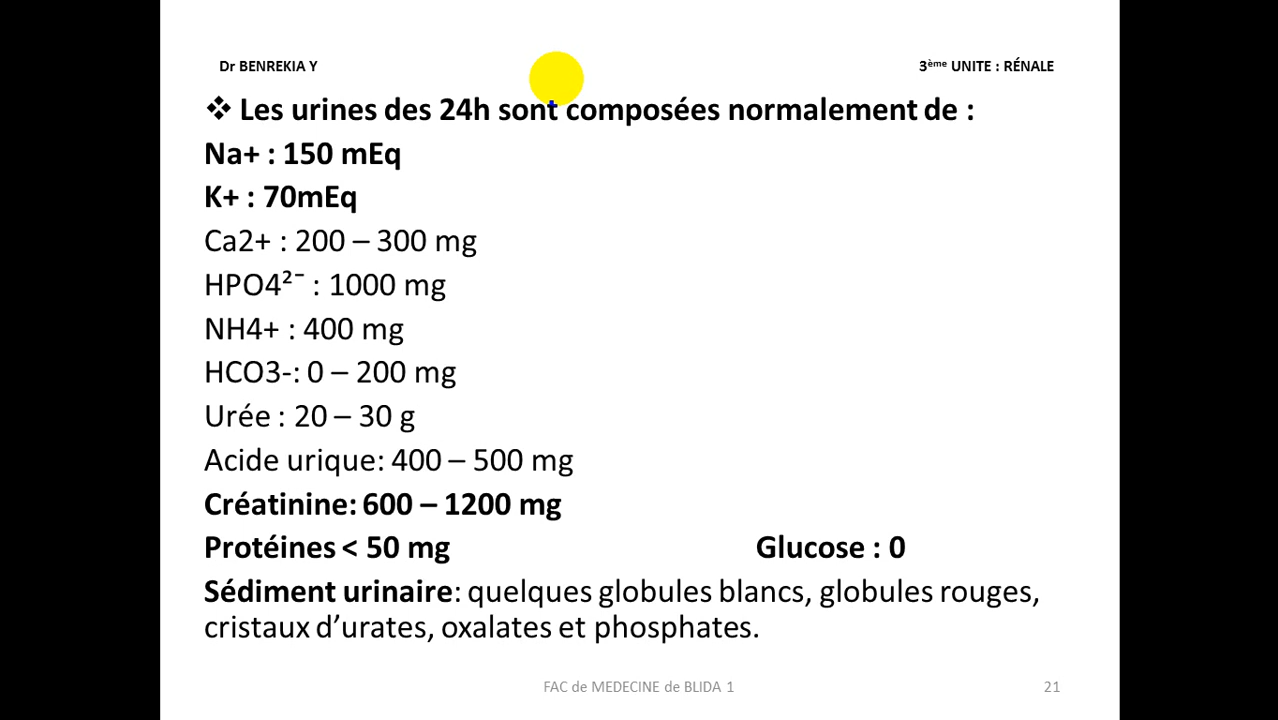 Dr BENREKIA Y
3ème UNITE : RÉNALE
❖ Les urines des 24h sont composées normalement de :
Na+ : 150 mEq
K+ : 70mEq
Ca2+ : 200 – 300 mg
HPO4²⁻ : 1000 mg
NH4+ : 400 mg
HCO3-: 0 – 200 mg
Urée : 20 – 30 g
Acide urique: 400 – 500 mg
Créatinine: 600 – 1200 mg
Protéines < 50 mg Glucose : 0
Sédiment urinaire: quelques globules blancs, globules rouges,
cristaux d’urates, oxalates et phosphates.
FAC de MEDECINE de BLIDA 1
21